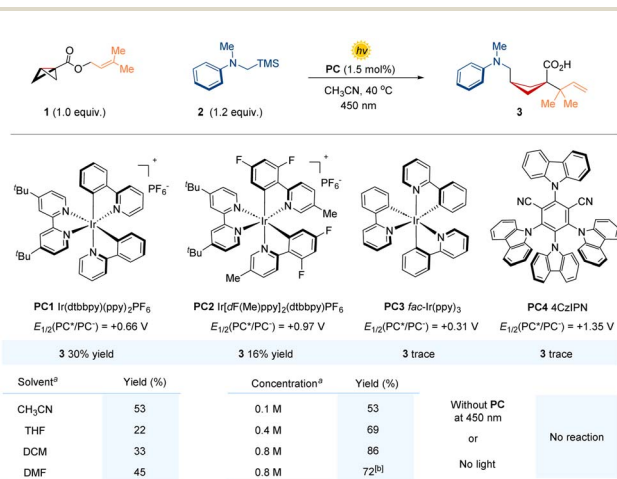 O
O
Me
Me
1 (1.0 equiv.)
Me
N
TMS
2 (1.2 equiv.)
hν
PC (1.5 mol%)
CH3CN, 40 °C
450 nm
Me
N
CO2H
Me
Me
3
tBu
tBu
N
N
N
N
Ir
+
PF6-
F
F
F
F
Me
Me
tBu
tBu
N
N
N
N
Ir
+
PF6-
N
N
N
Ir
N
NC
CN
N
N
N
PC1 Ir(dtbbpy)(ppy)2PF6
PC2 Ir[dF(Me)ppy]2(dtbbpy)PF6
PC3 fac-Ir(ppy)3
PC4 4CzIPN
E1/2(PC*/PC-) = +0.66 V
E1/2(PC*/PC-) = +0.97 V
E1/2(PC*/PC-) = +0.31 V
E1/2(PC*/PC-) = +1.35 V
3 30% yield
3 16% yield
3 trace
3 trace
Solventa Yield (%)
CH3CN 53
THF 22
DCM 33
DMF 45
Concentrationa Yield (%)
0.1 M 53
0.4 M 69
0.8 M 86
0.8 M 72[b]
Without PC
at 450 nm
or
No light
No reaction